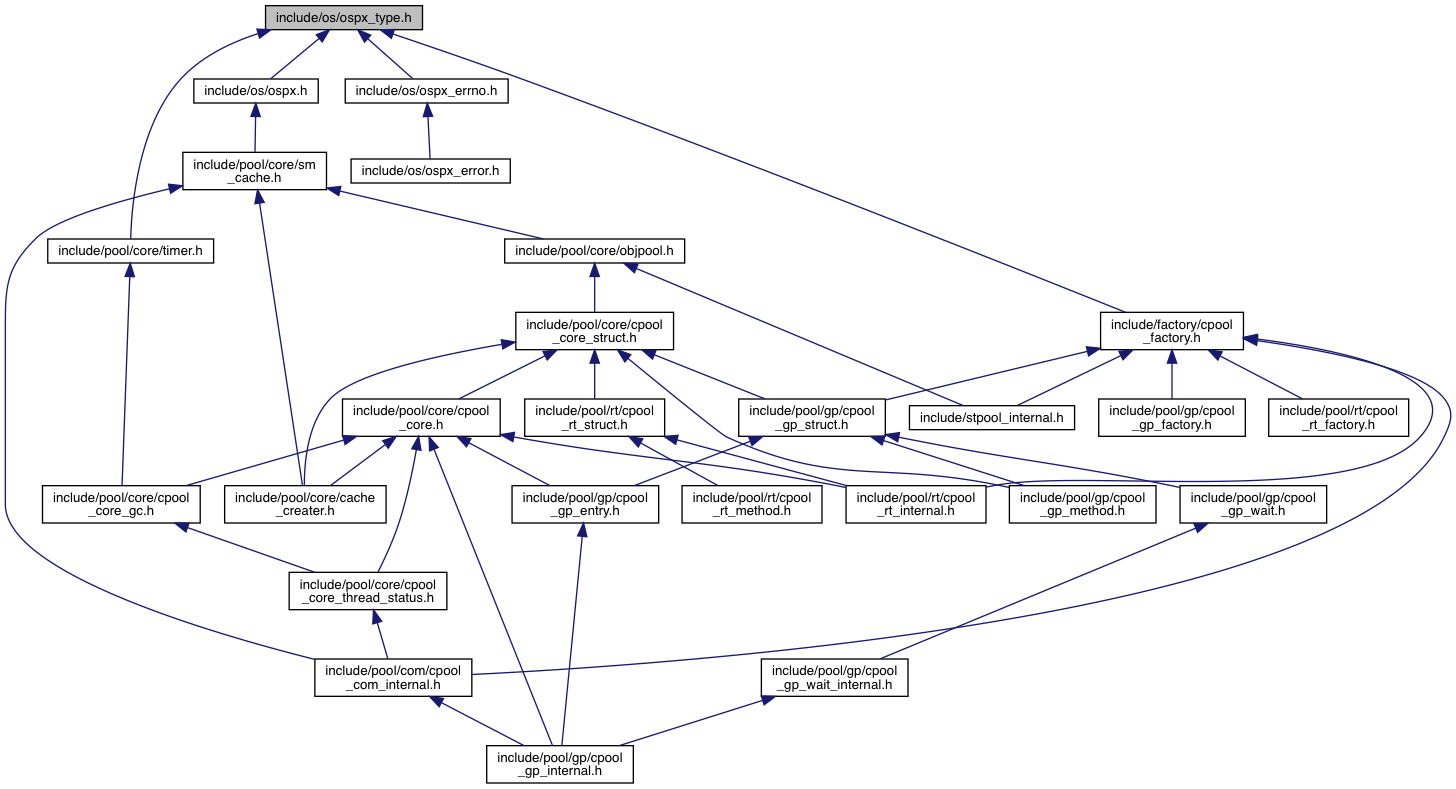 include/os/ospx_type.h
include/os/ospx.h
include/os/ospx_errno.h
include/pool/core/sm
_cache.h
include/os/ospx_error.h
include/pool/core/timer.h
include/pool/core/objpool.h
include/pool/core/cpool
_core_struct.h
include/factory/cpool
_factory.h
include/pool/core/cpool
_core.h
include/pool/rt/cpool
_rt_struct.h
include/pool/gp/cpool
_gp_struct.h
include/stpool_internal.h
include/pool/gp/cpool
_gp_factory.h
include/pool/rt/cpool
_rt_factory.h
include/pool/core/cpool
_core_gc.h
include/pool/core/cache
_creater.h
include/pool/gp/cpool
_gp_entry.h
include/pool/rt/cpool
_rt_method.h
include/pool/rt/cpool
_rt_internal.h
include/pool/gp/cpool
_gp_method.h
include/pool/gp/cpool
_gp_wait.h
include/pool/core/cpool
_core_thread_status.h
include/pool/com/cpool
_com_internal.h
include/pool/gp/cpool
_gp_wait_internal.h
include/pool/gp/cpool
_gp_internal.h